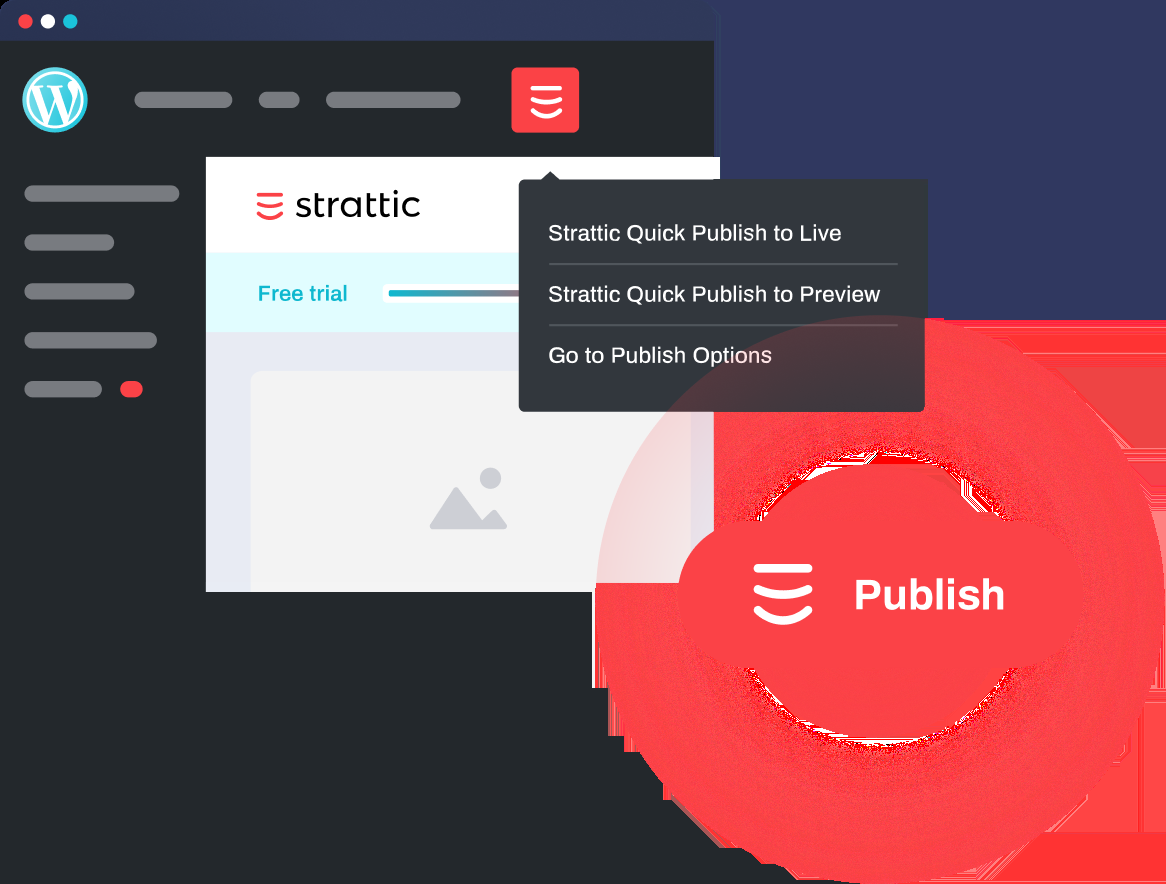 strattic
Strattic Quick Publish to Live
Free trial
Strattic Quick Publish to Preview
Go to Publish Options
Publish